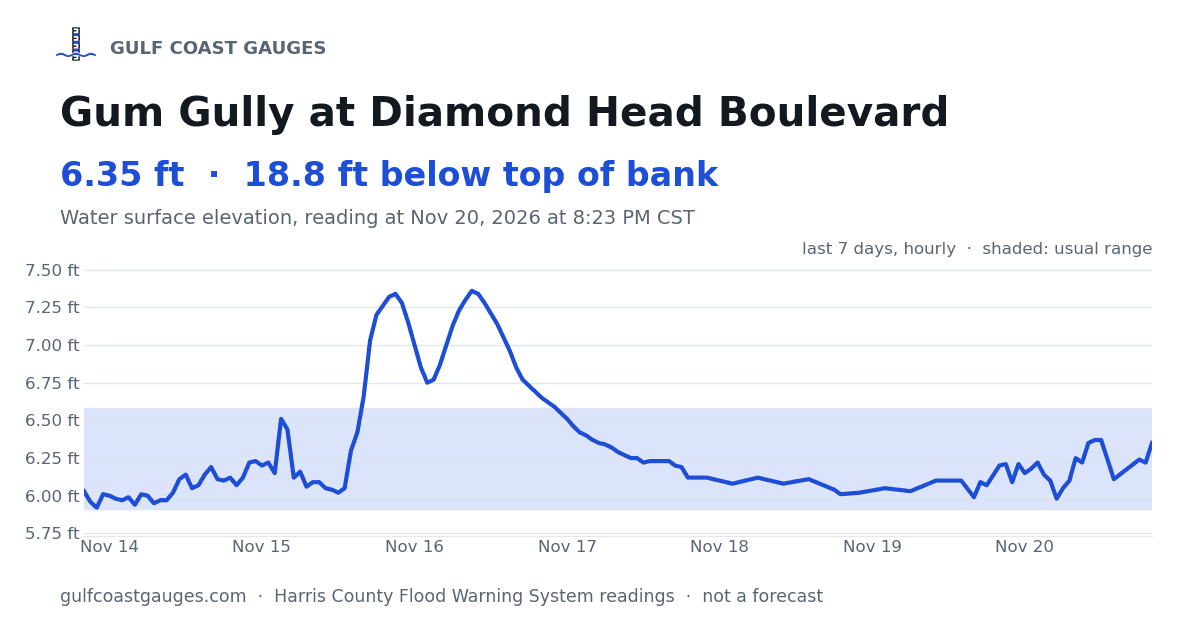 GULF COAST GAUGES
Gum Gully at Diamond Head Boulevard
6.35 ft · 18.8 ft below top of bank
Water surface elevation, reading at Nov 20, 2026 at 8:23 PM CST
last 7 days, hourly · shaded: usual range
7.50 ft
7.25 ft
7.00 ft
6.75 ft
6.50 ft
6.25 ft
6.00 ft
5.75 ft
Nov 14 Nov 15 Nov 16 Nov 17 Nov 18 Nov 19 Nov 20
gulfcoastgauges.com · Harris County Flood Warning System readings · not a forecast